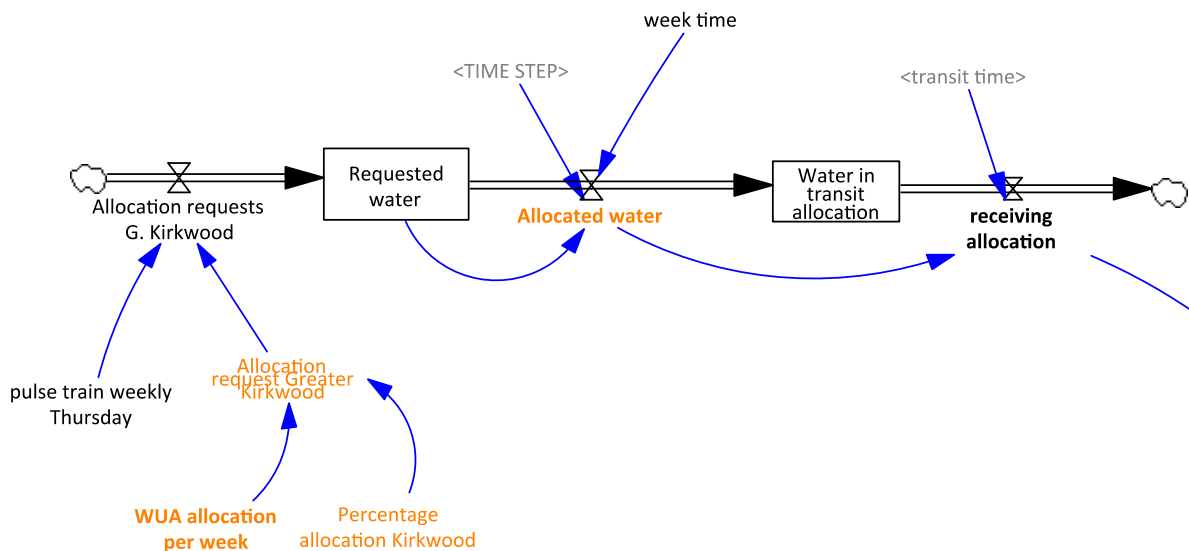 week time
<TIME STEP>
<transit time>
Requested
water
Water in
transit
allocation
Allocation requests
G. Kirkwood
Allocated water
receiving
allocation
Allocation
request Greater
Kirkwood
pulse train weekly
Thursday
WUA allocation
per week
Percentage
allocation Kirkwood